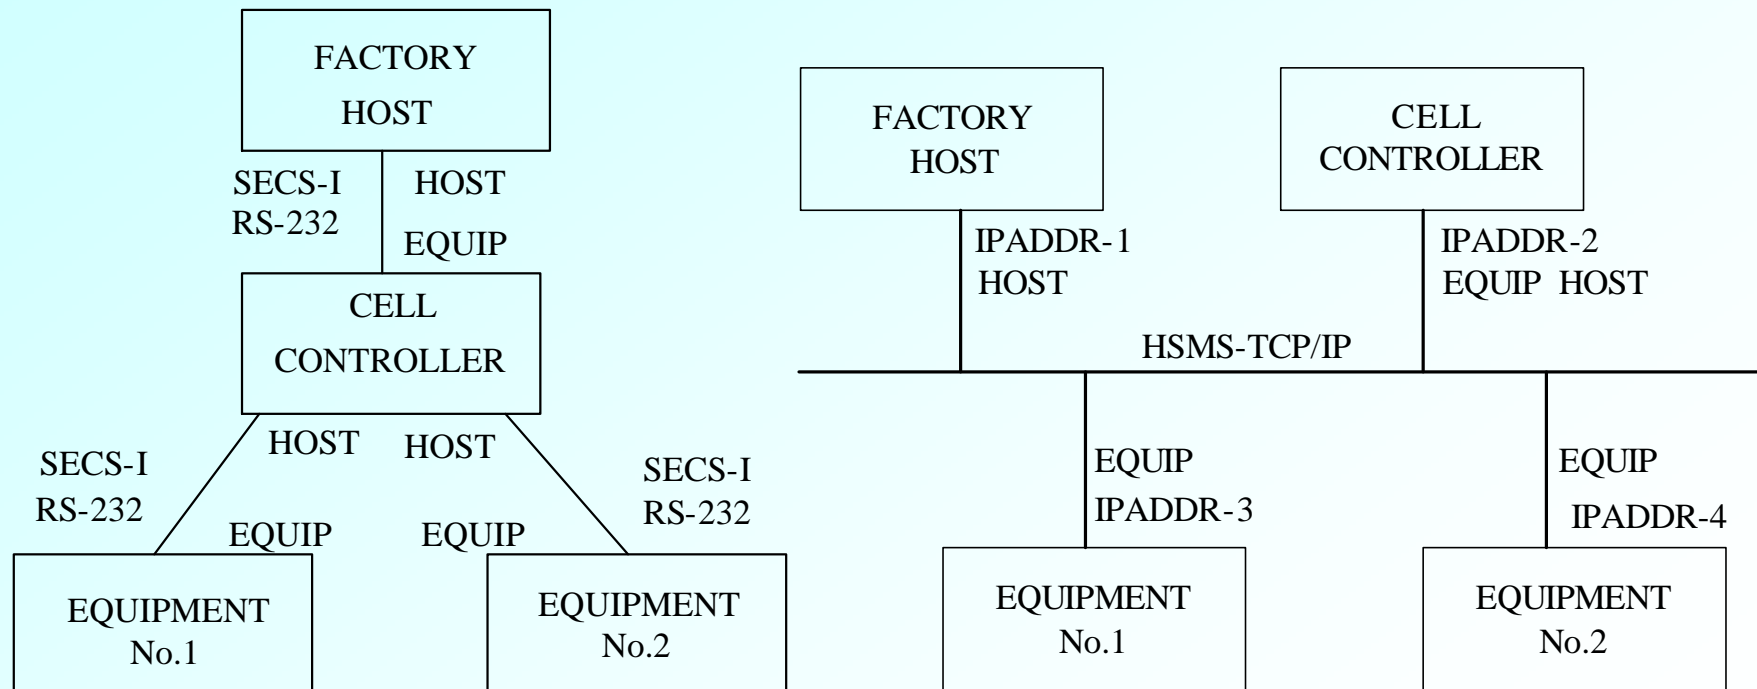 FACTORY
HOST
SECS-I
RS-232
HOST
EQUIP
CELL
CONTROLLER
HOST
HOST
SECS-I
RS-232
SECS-I
RS-232
EQUIP
EQUIP
EQUIPMENT
No.1
EQUIPMENT
No.2
FACTORY
HOST
CELL
CONTROLLER
IPADDR-1
HOST
IPADDR-2
EQUIP HOST
HSMS-TCP/IP
EQUIP
IPADDR-3
EQUIP
IPADDR-4
EQUIPMENT
No.1
EQUIPMENT
No.2